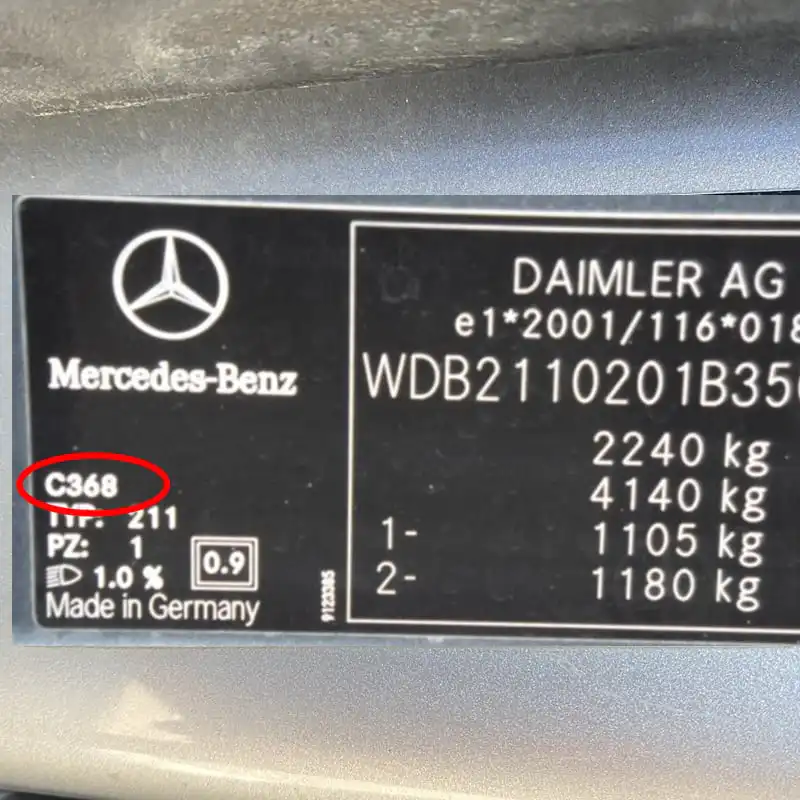 Mercedes-Benz
C368
TYP: 211
PZ: 1
1.0 %
0.9
Made in Germany
9123385
DAIMLER AG
e1*2001/116*018
WDB2110201B35
2240 kg
4140 kg
1- 1105 kg
2- 1180 kg